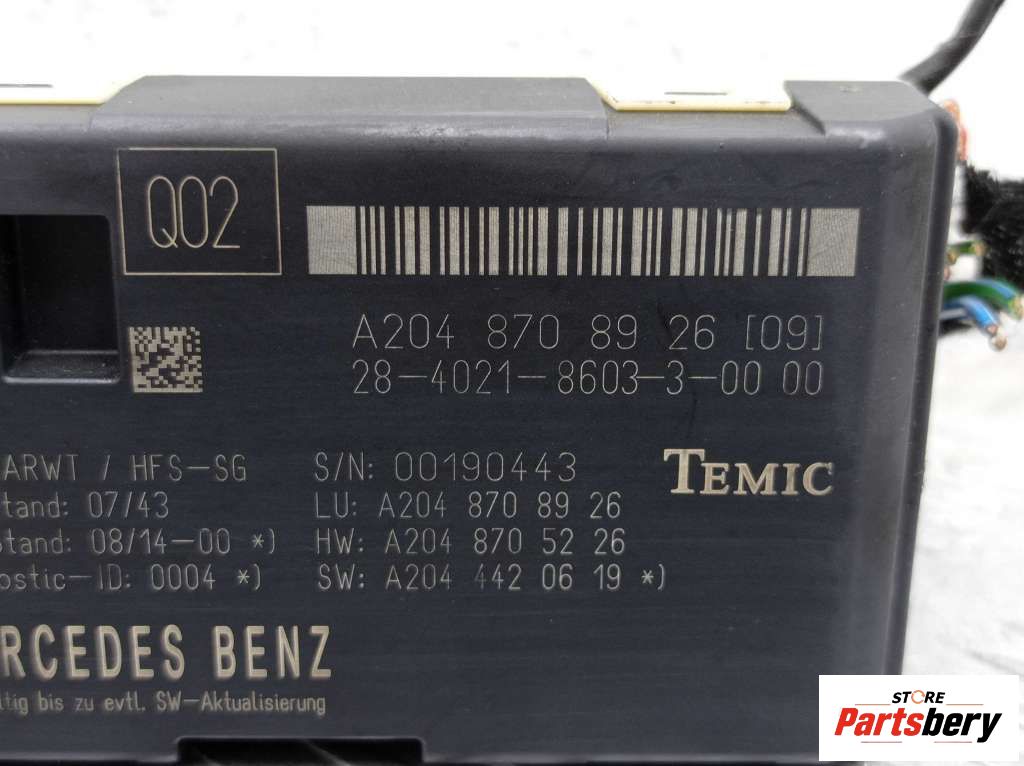 Q02
A204 870 89 26 [09]
28-4021-8603-3-00 00
ARWT / HFS-SG
S/N: 00190443
TEMIC
tand: 07/43
LU: A204 870 89 26
tand: 08/14-00 *)
HW: A204 870 52 26
ostic-ID: 0004 *)
SW: A204 442 06 19 *)
RCEDES BENZ
ltig bis zu evtl. SW-Aktualisierung
STORE
Partsbery